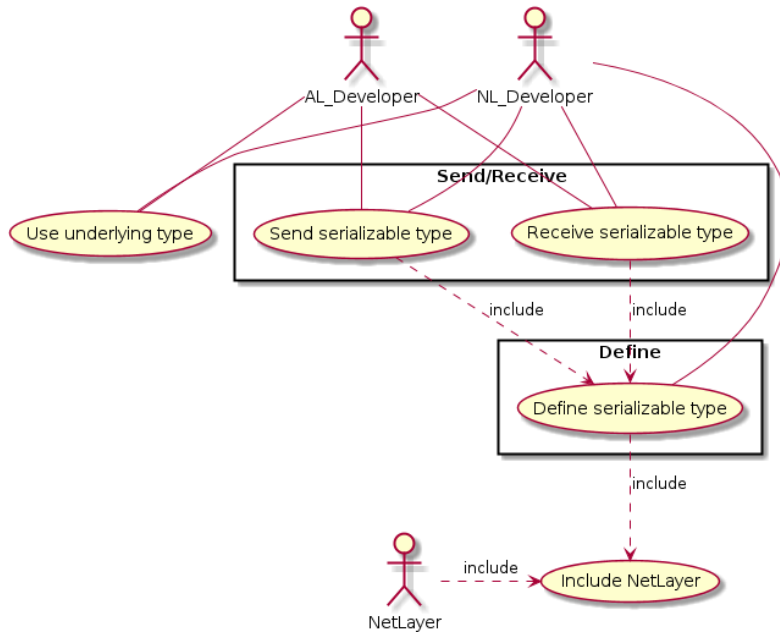 AL_Developer
NL_Developer
Send/Receive
Use underlying type
Send serializable type
Receive serializable type
include
include
Define
Define serializable type
include
include
Include NetLayer
NetLayer